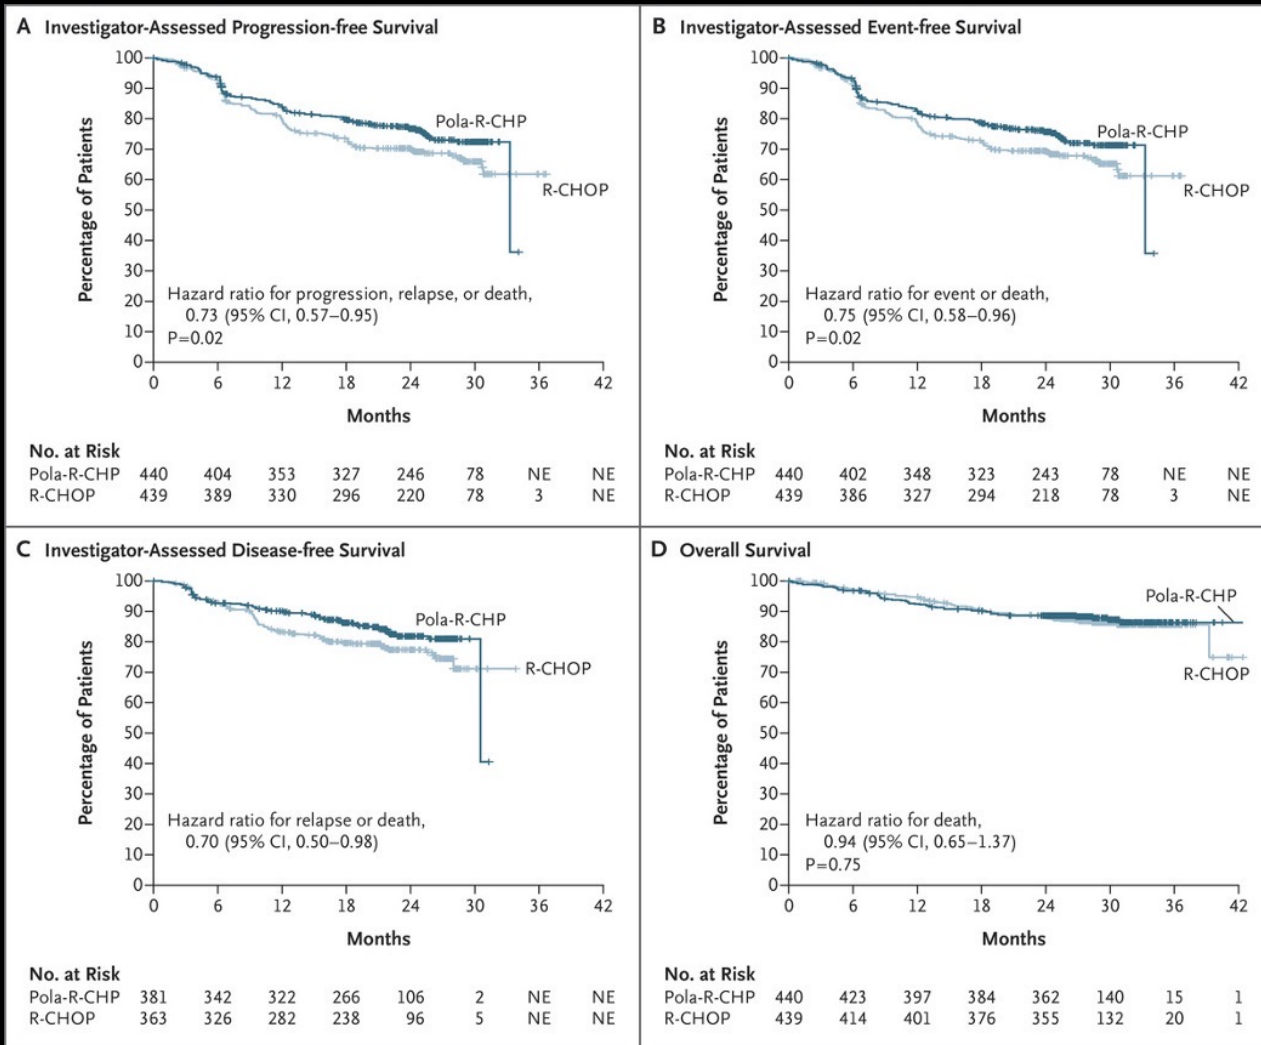 A Investigator-Assessed Progression-free Survival
Percentage of Patients
100
90
80
70
60
50
40
30
20
10
0
Pola-R-CHP
R-CHOP
Hazard ratio for progression, relapse, or death,
0.73 (95% CI, 0.57–0.95)
P=0.02
0 6 12 18 24 30 36 42
Months
No. at Risk
Pola-R-CHP 440 404 353 327 246 78 NE NE
R-CHOP 439 389 330 296 220 78 3 NE
B Investigator-Assessed Event-free Survival
Percentage of Patients
100
90
80
70
60
50
40
30
20
10
0
Pola-R-CHP
R-CHOP
Hazard ratio for event or death,
0.75 (95% CI, 0.58–0.96)
P=0.02
0 6 12 18 24 30 36 42
Months
No. at Risk
Pola-R-CHP 440 402 348 323 243 78 NE NE
R-CHOP 439 386 327 294 218 78 3 NE
C Investigator-Assessed Disease-free Survival
Percentage of Patients
100
90
80
70
60
50
40
30
20
10
0
Pola-R-CHP
R-CHOP
Hazard ratio for relapse or death,
0.70 (95% CI, 0.50–0.98)
0 6 12 18 24 30 36 42
Months
No. at Risk
Pola-R-CHP 381 342 322 266 106 2 NE NE
R-CHOP 363 326 282 238 96 5 NE NE
D Overall Survival
Percentage of Patients
100
90
80
70
60
50
40
30
20
10
0
Pola-R-CHP
R-CHOP
Hazard ratio for death,
0.94 (95% CI, 0.65–1.37)
P=0.75
0 6 12 18 24 30 36 42
Months
No. at Risk
Pola-R-CHP 440 423 397 384 362 140 15 1
R-CHOP 439 414 401 376 355 132 20 1